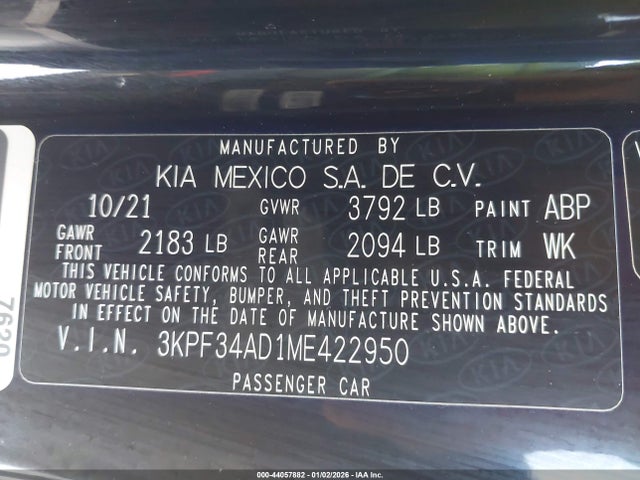 MANUFACTURED BY
KIA MEXICO S.A. DE C.V.
10/21 GVWR 3792 LB PAINT ABP
GAWR FRONT 2183 LB GAWR REAR 2094 LB TRIM WK
THIS VEHICLE CONFORMS TO ALL APPLICABLE U.S.A. FEDERAL
MOTOR VEHICLE SAFETY, BUMPER, AND THEFT PREVENTION STANDARDS
IN EFFECT ON THE DATE OF MANUFACTURE SHOWN ABOVE.
V.I.N. 3KPF34AD1ME422950
PASSENGER CAR
000-44057882 - 01/02/2026 - IAA Inc.